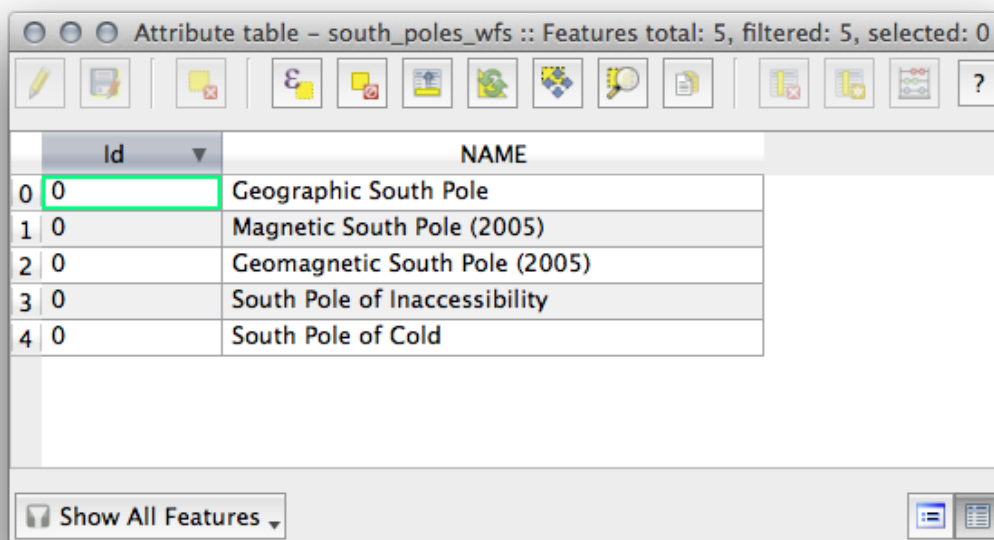 Attribute table – south_poles_wfs :: Features total: 5, filtered: 5, selected: 0
ε
?
Id ▼ NAME
0 0 Geographic South Pole
1 0 Magnetic South Pole (2005)
2 0 Geomagnetic South Pole (2005)
3 0 South Pole of Inaccessibility
4 0 South Pole of Cold
Show All Features